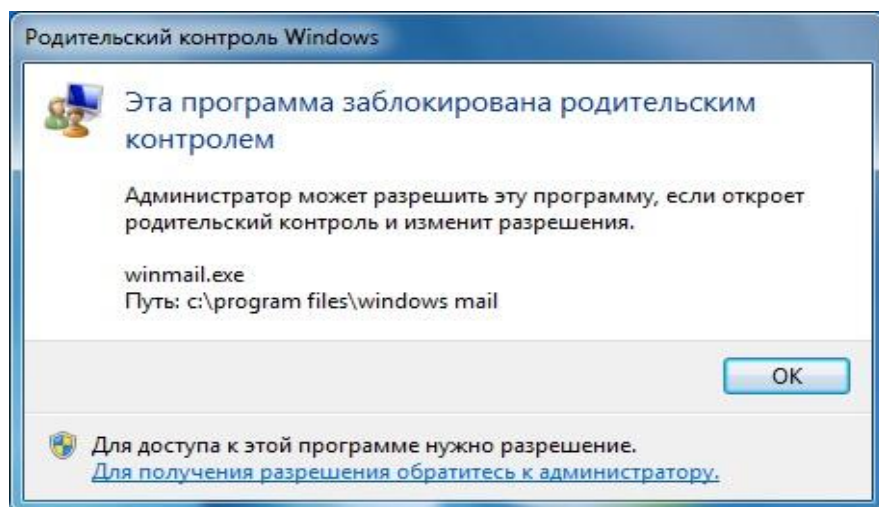 Родительский контроль Windows
Эта программа заблокирована родительским
контролем
Администратор может разрешить эту программу, если откроет
родительский контроль и изменит разрешения.
winmail.exe
Путь: c:\program files\windows mail
OK
Для доступа к этой программе нужно разрешение.
Для получения разрешения обратитесь к администратору.